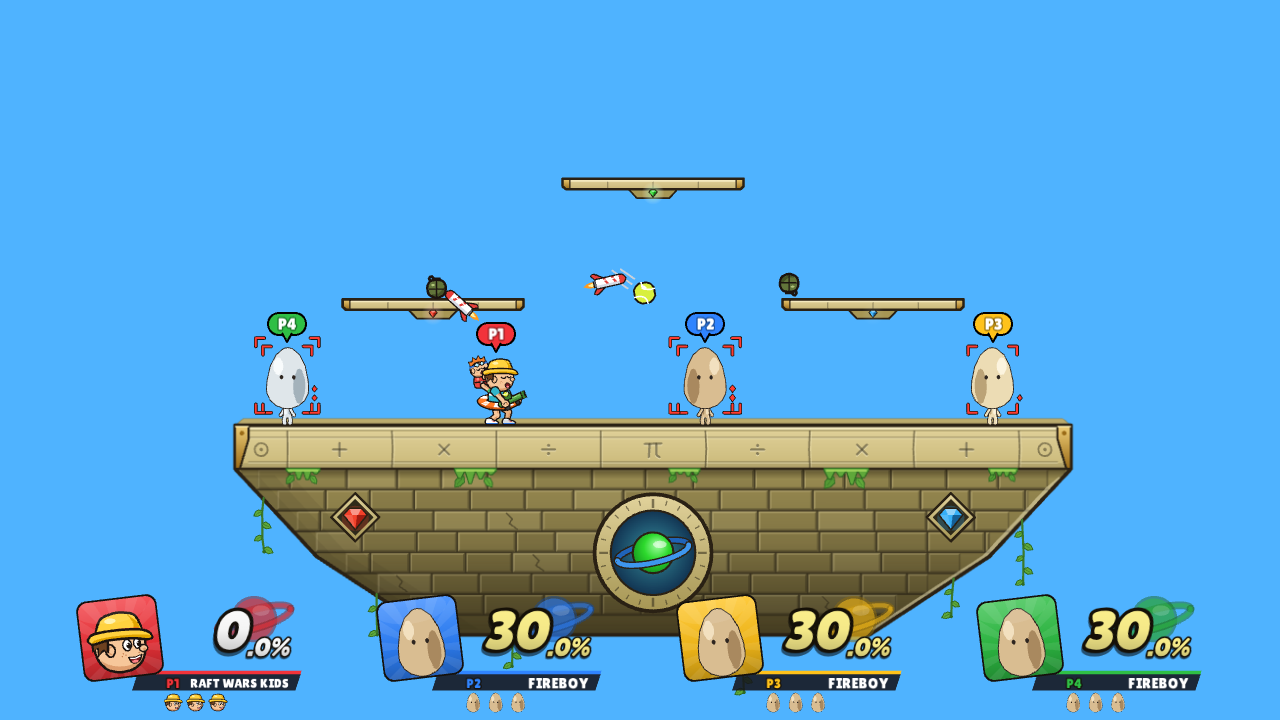 P4
P1
P2
P3
+ × ÷ π ÷ × +
0.0%
P1 RAFT WARS KIDS
30.0%
P2 FIREBOY
30.0%
P3 FIREBOY
30.0%
P4 FIREBOY